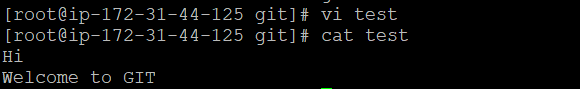 [root@ip-172-31-44-125 git]# vi test
[root@ip-172-31-44-125 git]# cat test
Hi
Welcome to GIT